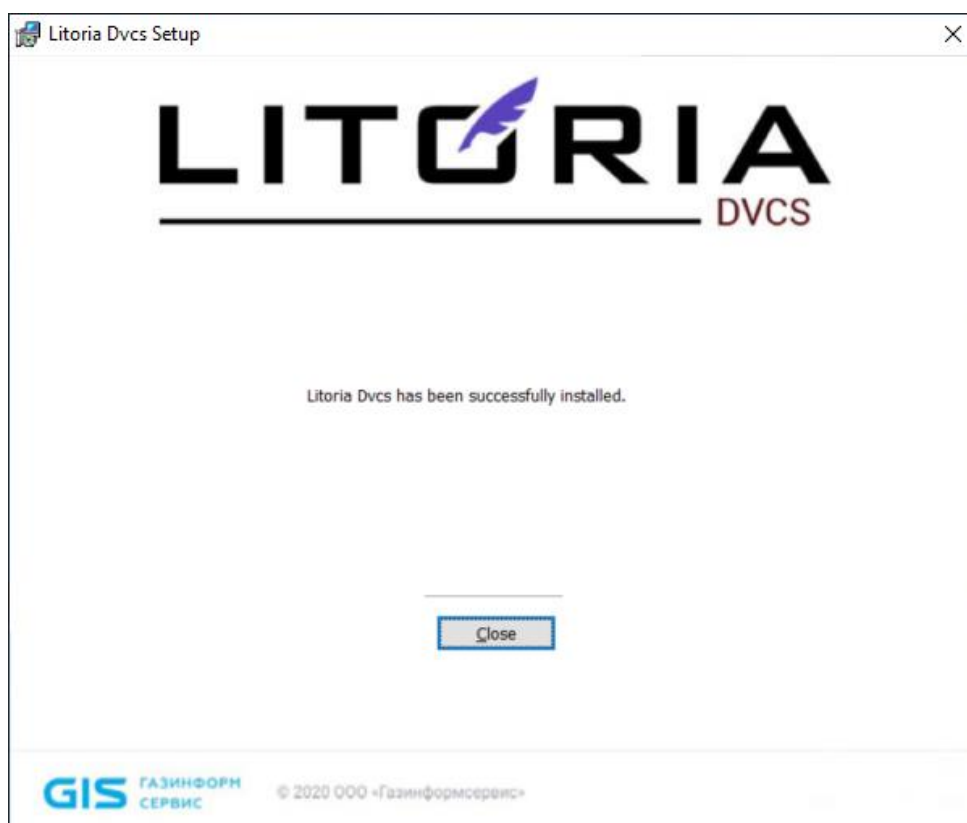 Litoria Dvcs Setup
LITORIA
DVCS
Litoria Dvcs has been successfully installed.
Close
GIS ГАЗИНФОРМ
СЕРВИС
© 2020 ООО «Газинформсервис»